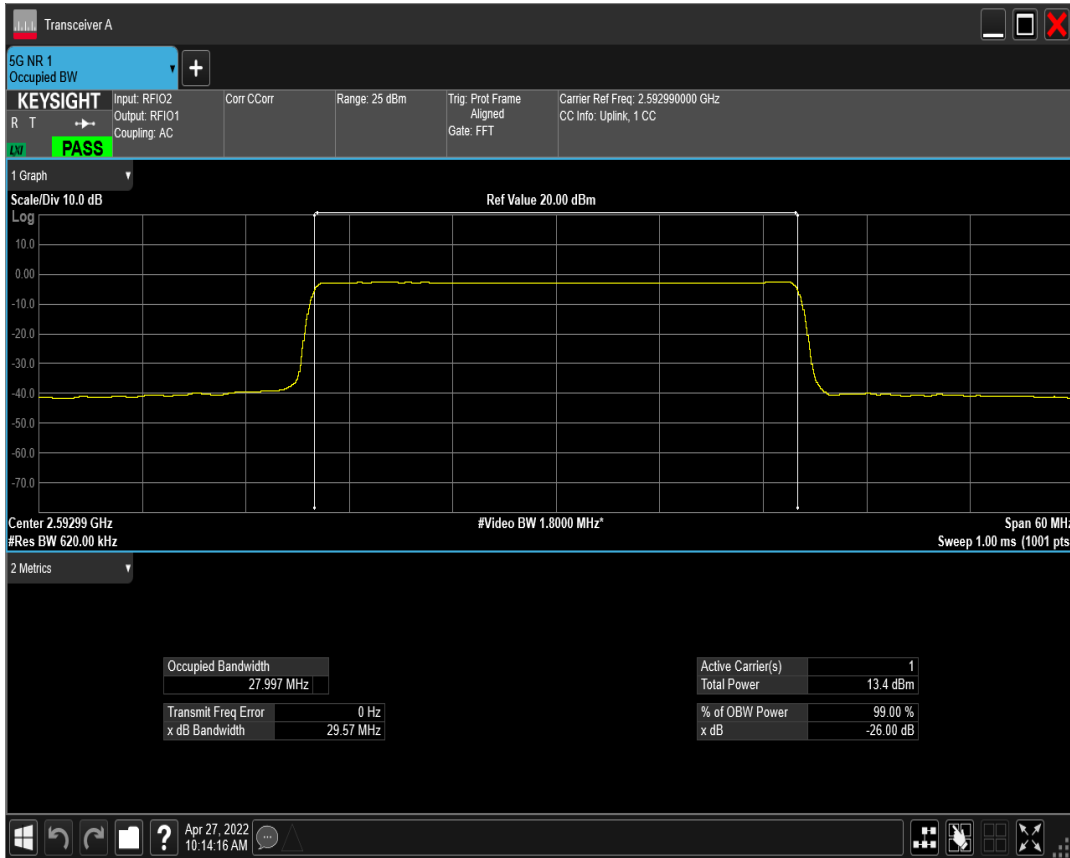 Transceiver A
5G NR 1
Occupied BW
KEYSIGHT
R T
LXI
PASS
Input: RFIO2
Output: RFIO1
Coupling: AC
Corr CCorr
Range: 25 dBm
Trig: Prot Frame
Aligned
Gate: FFT
Carrier Ref Freq: 2.592990000 GHz
CC Info: Uplink, 1 CC
1 Graph
Scale/Div 10.0 dB
Ref Value 20.00 dBm
Log
10.0
0.00
-10.0
-20.0
-30.0
-40.0
-50.0
-60.0
-70.0
Center 2.59299 GHz
#Video BW 1.8000 MHz*
Span 60 MHz
#Res BW 620.00 kHz
Sweep 1.00 ms (1001 pts
2 Metrics
Occupied Bandwidth
27.997 MHz
Transmit Freq Error 0 Hz
x dB Bandwidth 29.57 MHz
Active Carrier(s) 1
Total Power 13.4 dBm
% of OBW Power 99.00 %
x dB -26.00 dB
?
Apr 27, 2022
10:14:16 AM